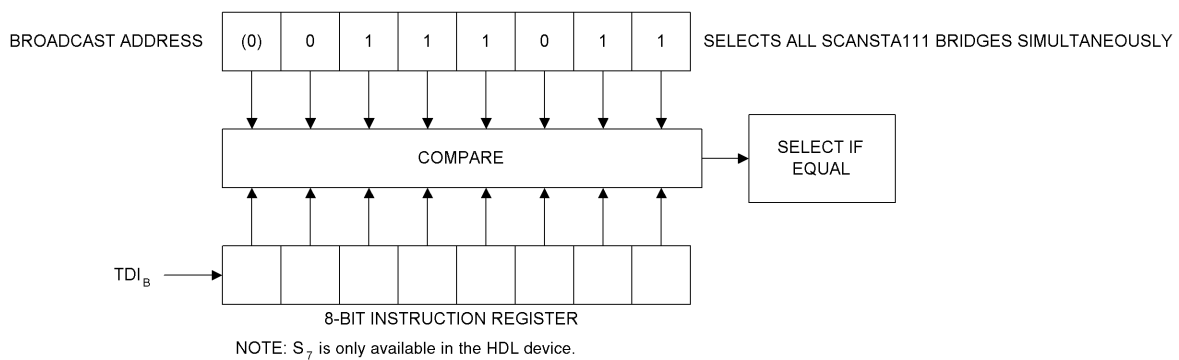 BROADCAST ADDRESS (0) 0 1 1 1 0 1 1 SELECTS ALL SCANSTA111 BRIDGES SIMULTANEOUSLY
COMPARE
SELECT IF
EQUAL
TDI B
8-BIT INSTRUCTION REGISTER
NOTE: S 7 is only available in the HDL device.